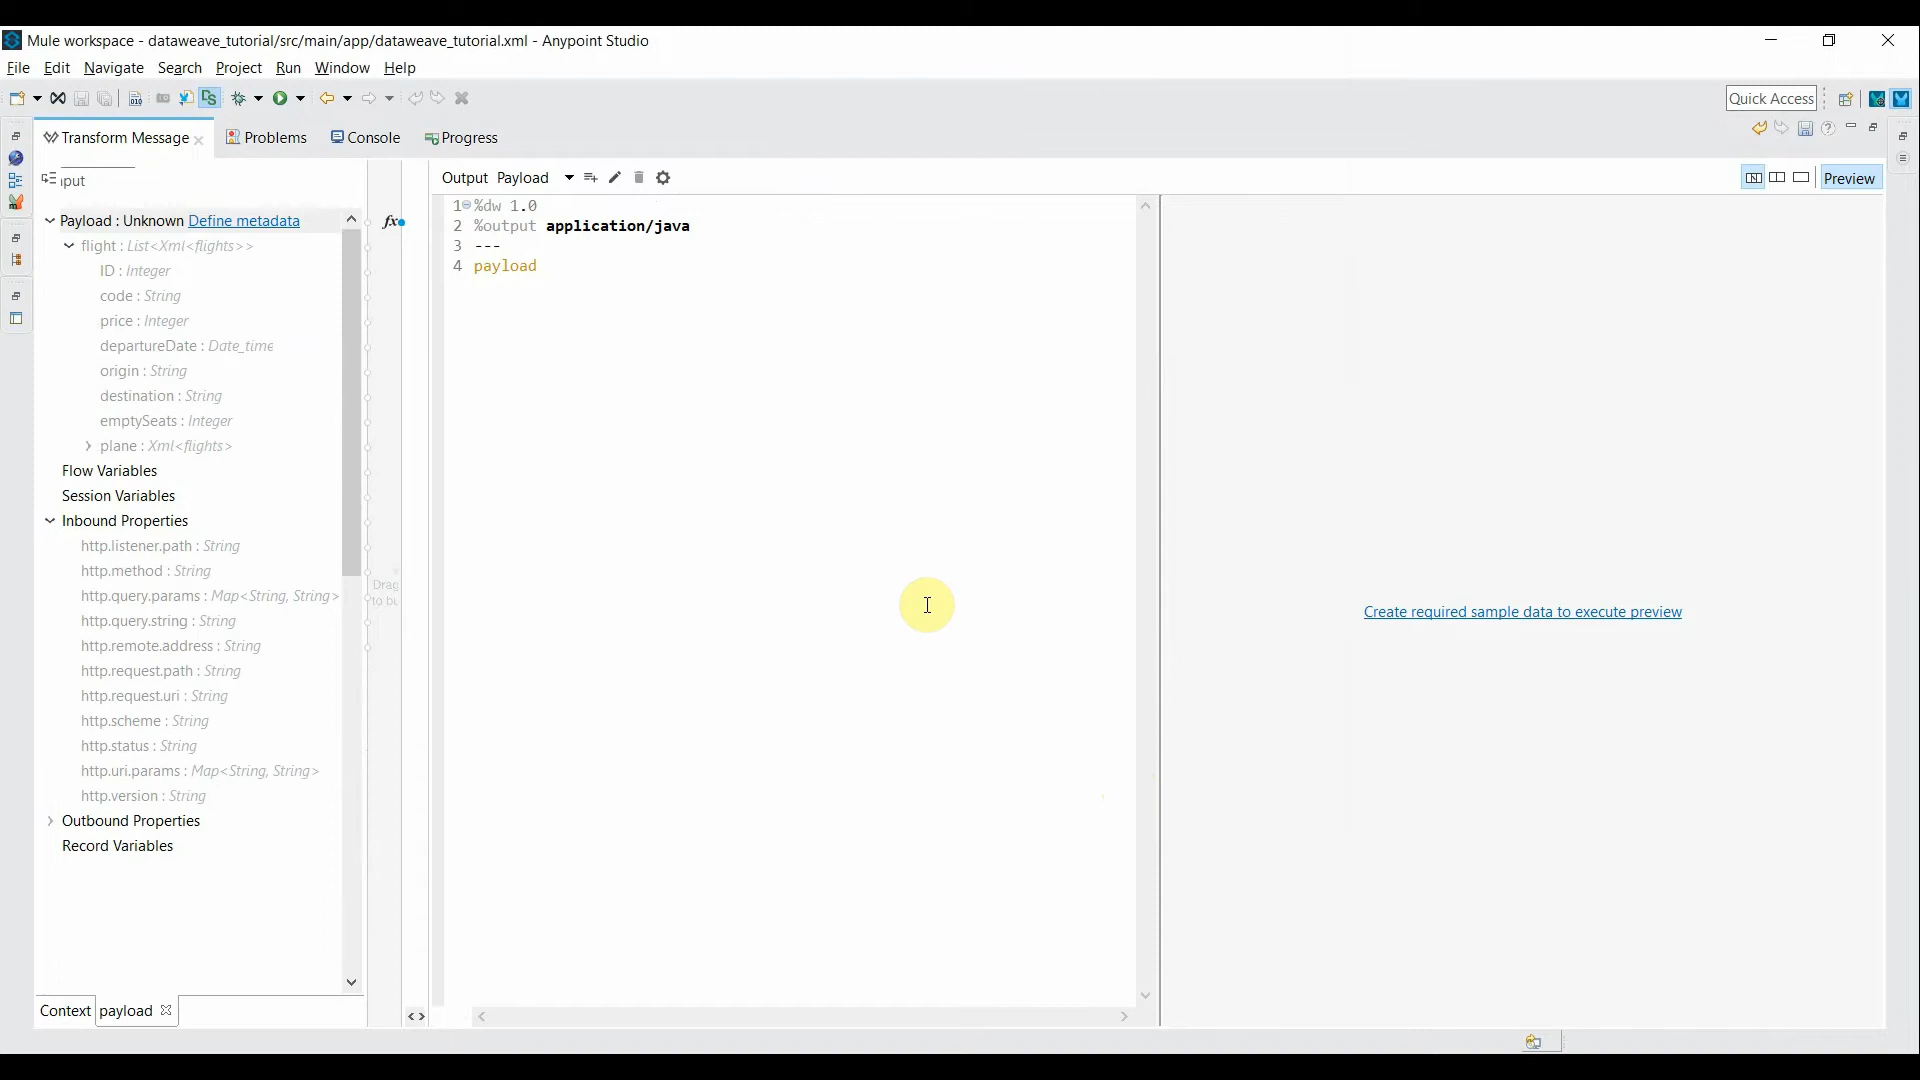 Mule workspace - dataweave_tutorial/src/main/app/dataweave_tutorial.xml - Anypoint Studio
File Edit Navigate Search Project Run Window Help
Quick Access
Transform Message Problems Console Progress
Output Payload Preview
Payload : Unknown Define metadata
flight : List<Xml<flights>>
ID : Integer
code : String
price : Integer
departureDate : Date_time
origin : String
destination : String
emptySeats : Integer
plane : Xml<flights>
Flow Variables
Session Variables
Inbound Properties
http.listener.path : String
http.method : String
http.query.params : Map<String, String>
http.query.string : String
http.remote.address : String
http.request.path : String
http.request.uri : String
http.scheme : String
http.status : String
http.uri.params : Map<String, String>
http.version : String
Outbound Properties
Record Variables
Context payload
fx
Drag
1 %dw 1.0
2 %output application/java
3 ---
4 payload
Create required sample data to execute preview